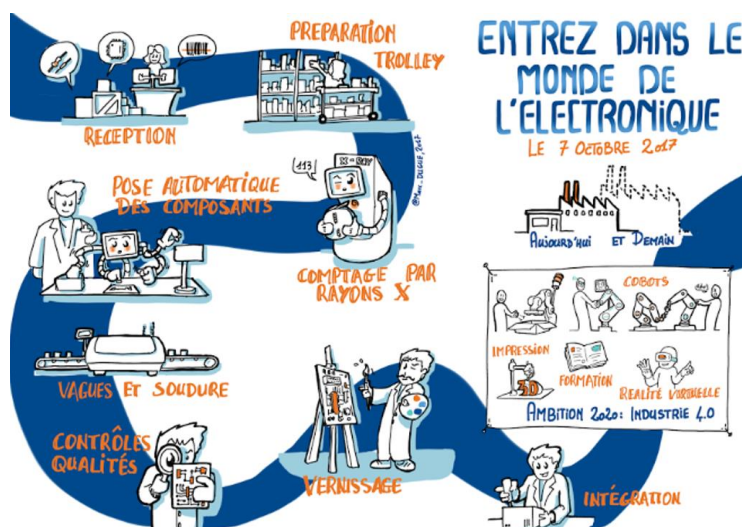 ENTREZ DANS LE
MONDE DE
L'ELECTRONIQUE
LE 7 OCTOBRE 2017
RECEPTION
PREPARATION
TROLLEY
X-RAY
113
COMPTAGE PAR
RAYONS X
POSE AUTOMATIQUE
DES COMPOSANTS
VAGUES ET SOUDURE
CONTRÔLES
QUALITÉS
VERNISSAGE
INTÉGRATION
AUJOURD'HUI ET DEMAIN
COBOTS
IMPRESSION
3D
FORMATION
REALITÉ VIRTUELLE
AMBITION 2020: INDUSTRIE 4.0